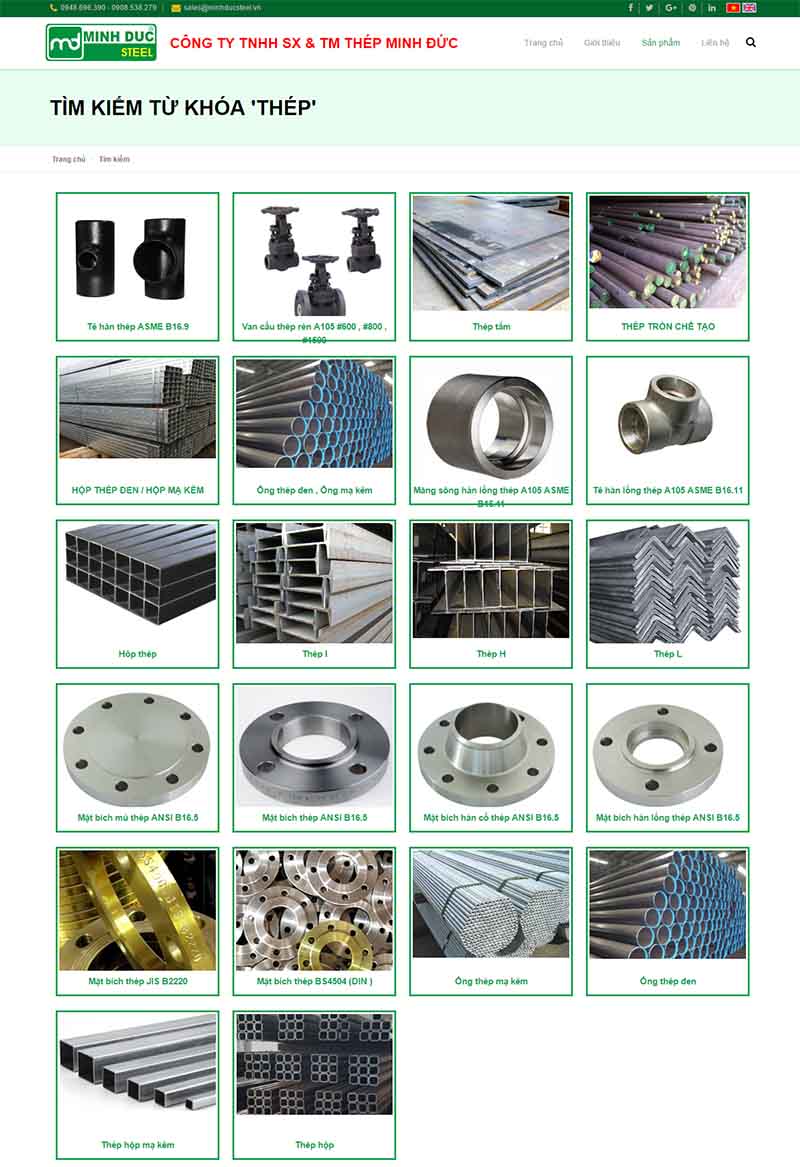 0948.696.390 - 0908.538.279 sales@minhducsteel.vn
MINH DUC
STEEL
CÔNG TY TNHH SX & TM THÉP MINH ĐỨC
Trang chủ Giới thiệu Sản phẩm Liên hệ
TÌM KIẾM TỪ KHÓA 'THÉP'
Trang chủ Tìm kiếm
Tê hàn thép ASME B16.9
Van cầu thép rèn A105 #600 , #800 ,
#1500
Thép tấm
THÉP TRÒN CHẾ TẠO
HỘP THÉP ĐEN / HỘP MẠ KẼM
Ống thép đen , Ống mạ kẽm
Măng sông hàn lồng thép A105 ASME
B16.11
Tê hàn lồng thép A105 ASME B16.11
Hộp thép
Thép I
Thép H
Thép L
Mặt bích mù thép ANSI B16.5
Mặt bích thép ANSI B16.5
Mặt bích hàn cổ thép ANSI B16.5
Mặt bích hàn lồng thép ANSI B16.5
Mặt bích thép JIS B2220
Mặt bích thép BS4504 (DIN )
Ống thép mạ kẽm
Ống thép đen
Thép hộp mạ kẽm
Thép hộp